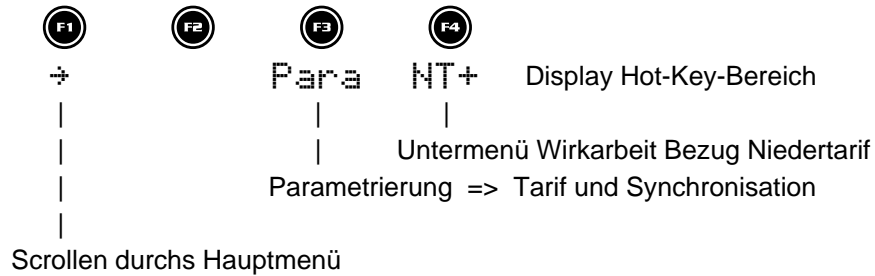 F1 F2 F3 F4
→ Para NT+ Display Hot-Key-Bereich
Untermenü Wirkarbeit Bezug Niedertarif
Parametrierung => Tarif und Synchronisation
Scrollen durchs Hauptmenü